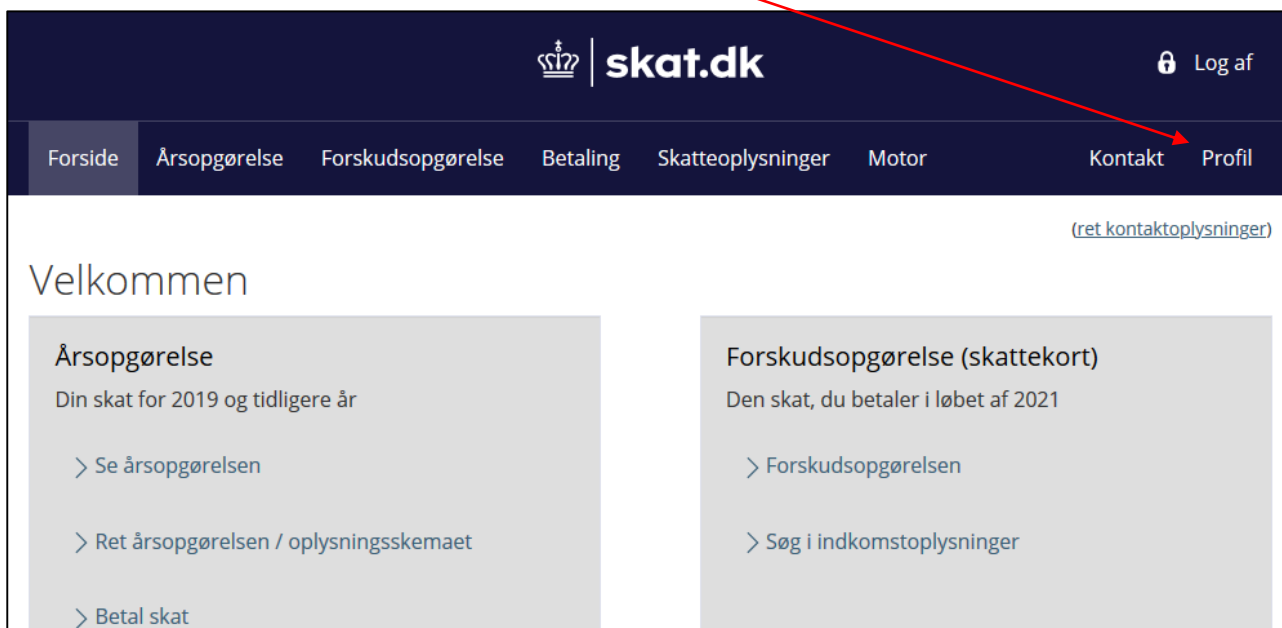 skat.dk
Log af
Forside Årsopgørelse Forskudsopgørelse Betaling Skatteoplysninger Motor Kontakt Profil
(ret kontaktoplysninger)
Velkommen
Årsopgørelse
Din skat for 2019 og tidligere år
Se årsopgørelsen
Ret årsopgørelsen / oplysningsskemaet
Betal skat
Forskudsopgørelse (skattekort)
Den skat, du betaler i løbet af 2021
Forskudsopgørelsen
Søg i indkomstoplysninger